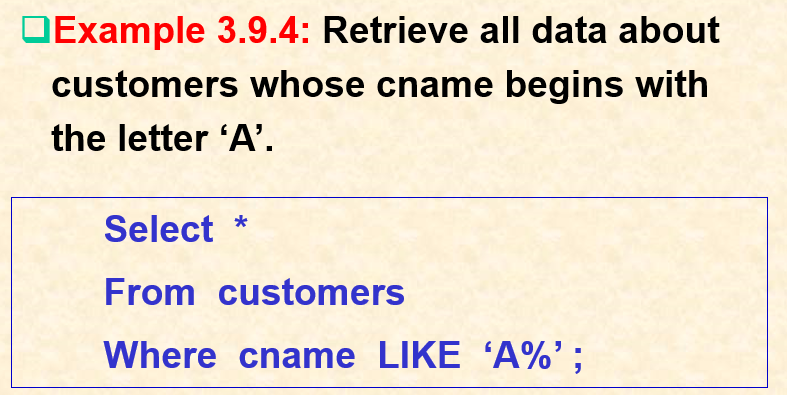 Example 3.9.4: Retrieve all data about
customers whose cname begins with
the letter ‘A’.
Select *
From customers
Where cname LIKE ‘A%’ ;